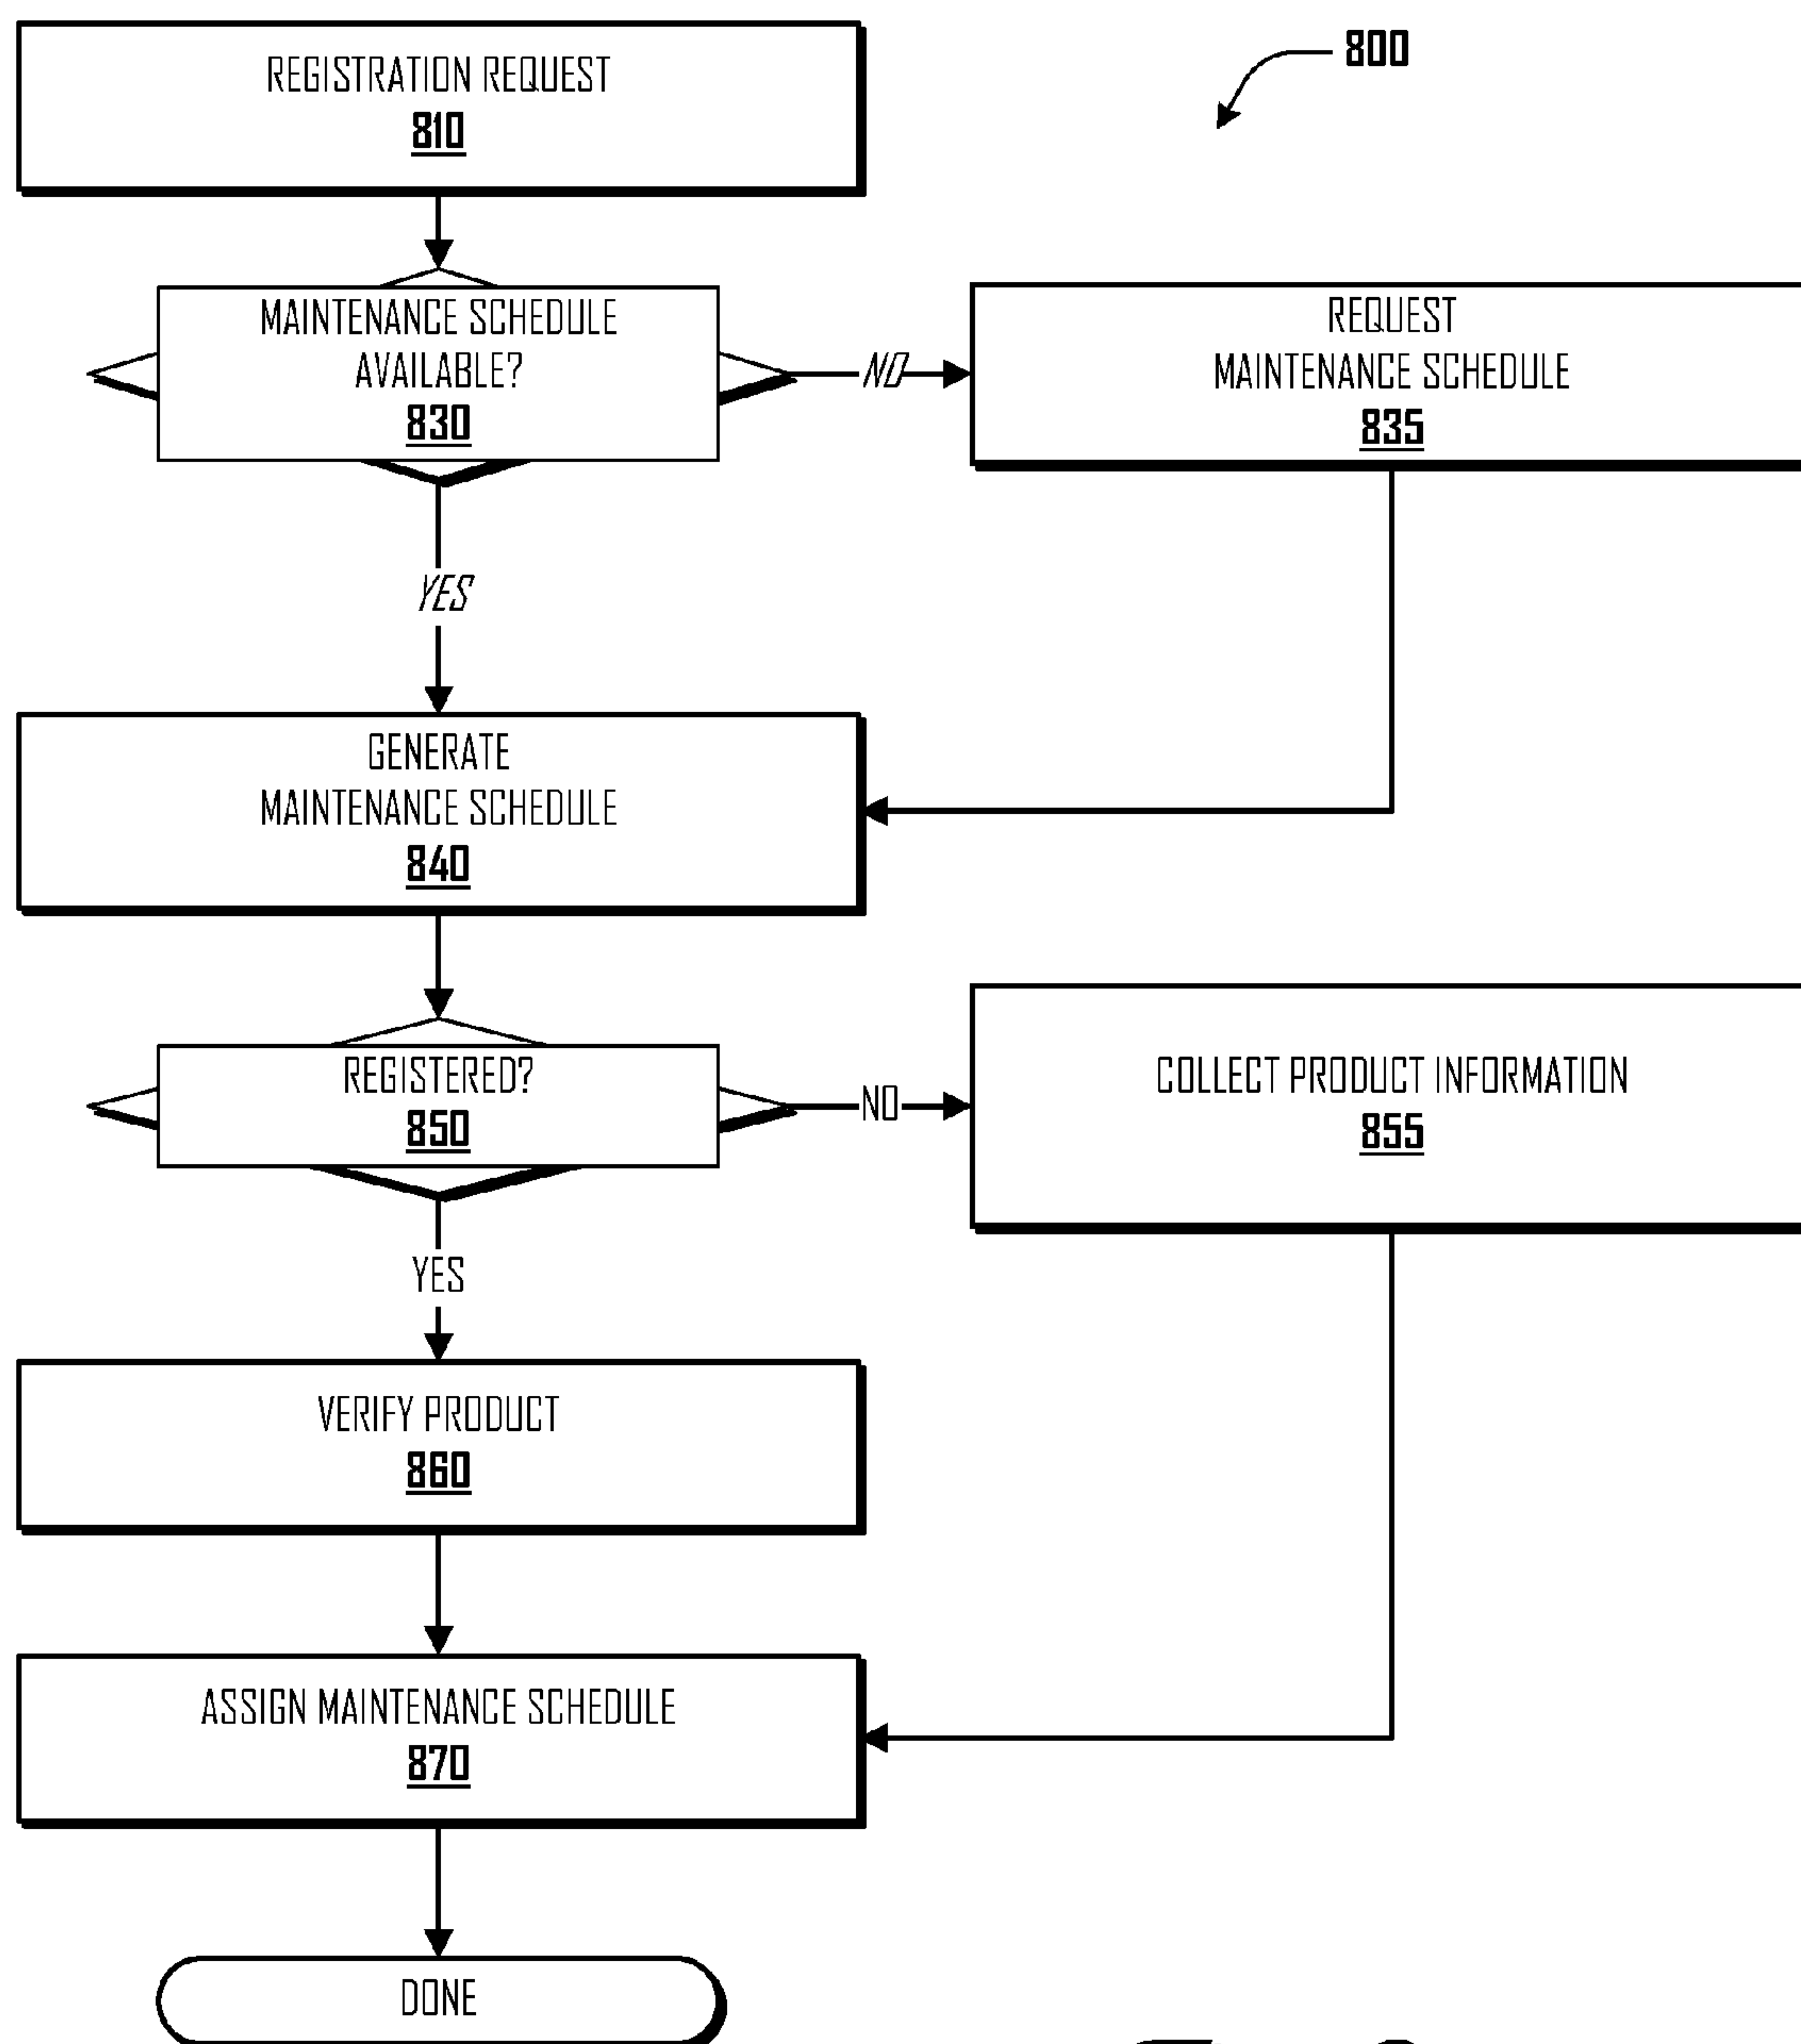 800
REGISTRATION REQUEST
810
MAINTENANCE SCHEDULE
AVAILABLE?
830
NO
REQUEST
MAINTENANCE SCHEDULE
835
YES
GENERATE
MAINTENANCE SCHEDULE
840
REGISTERED?
850
NO
COLLECT PRODUCT INFORMATION
855
YES
VERIFY PRODUCT
860
ASSIGN MAINTENANCE SCHEDULE
870
DONE